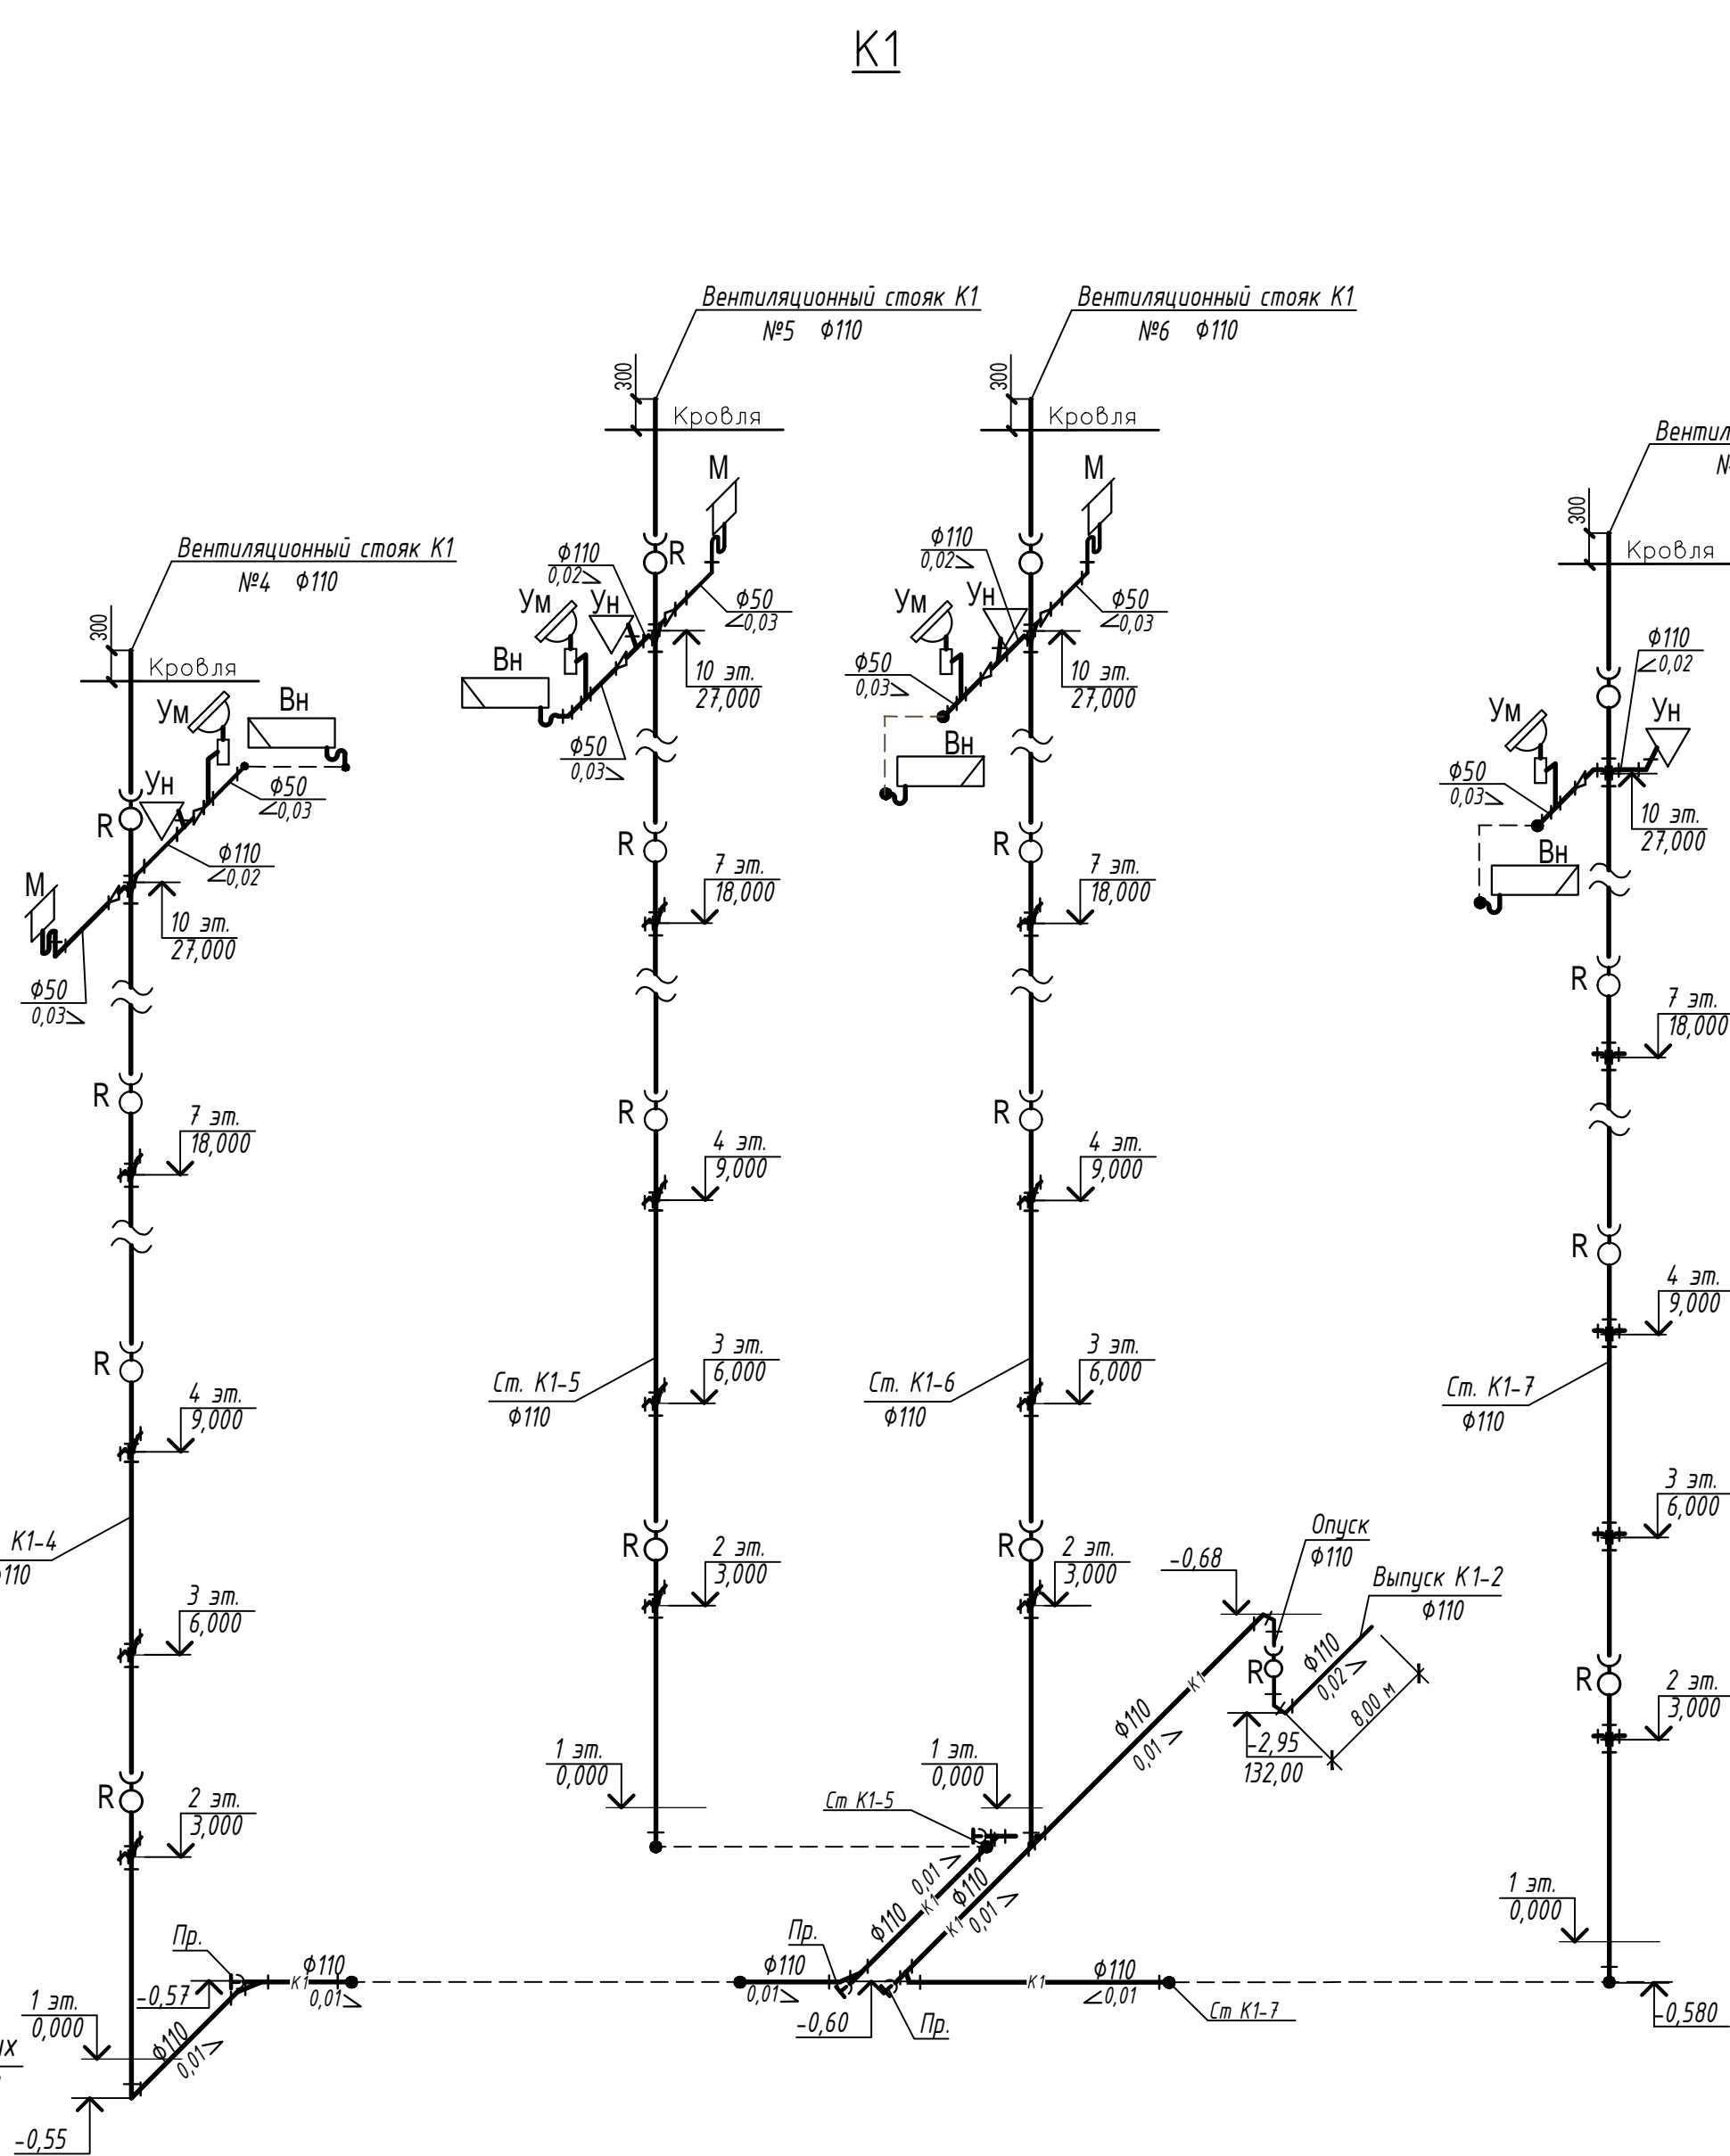 К1
Вентиляционный стояк К1
№5 ф110
Вентиляционный стояк К1
№6 ф110
300
Кровля
300
Кровля
М
М
R
ф110
0,02
Ум
Ун
Вн
ф50
0,03
10 эт.
27,000
ф50
0,03
ф110
0,02
Ум
Ун
ф50
0,03
Вн
ф50
0,03
10 эт.
27,000
Вентиляционный стояк К1
№4 ф110
300
Кровля
Ум
Вн
Ун
R
ф50
0,03
ф110
0,02
М
10 эт.
27,000
ф50
0,03
300
Кровля
ф110
0,02
Ум
Ун
ф50
0,03
10 эт.
27,000
Вн
R
7 эт.
18,000
R
7 эт.
18,000
R
7 эт.
18,000
R
7 эт.
18,000
R
4 эт.
9,000
R
4 эт.
9,000
R
4 эт.
9,000
R
4 эт.
9,000
Ст. К1-5
ф110
3 эт.
6,000
Ст. К1-6
ф110
3 эт.
6,000
Ст. К1-7
ф110
3 эт.
6,000
К1-4
ф110
3 эт.
6,000
R
2 эт.
3,000
R
2 эт.
3,000
R
2 эт.
3,000
R
2 эт.
3,000
-0,68
Опуск
ф110
Выпуск К1-2
ф110
R
ф110
0,02
8,00 м
-2,95
132,00
К1
ф110
0,01
1 эт.
0,000
1 эт.
0,000
Ст К1-5
0,01
К1
ф110
ф110
К1
0,01
1 эт.
0,000
Пр.
К1
ф110
0,01
-0,57
1 эт.
0,000
ф110
0,01
-0,55
Пр.
ф110
0,01
-0,60
Пр.
К1
ф110
0,01
Ст К1-7
-0,580